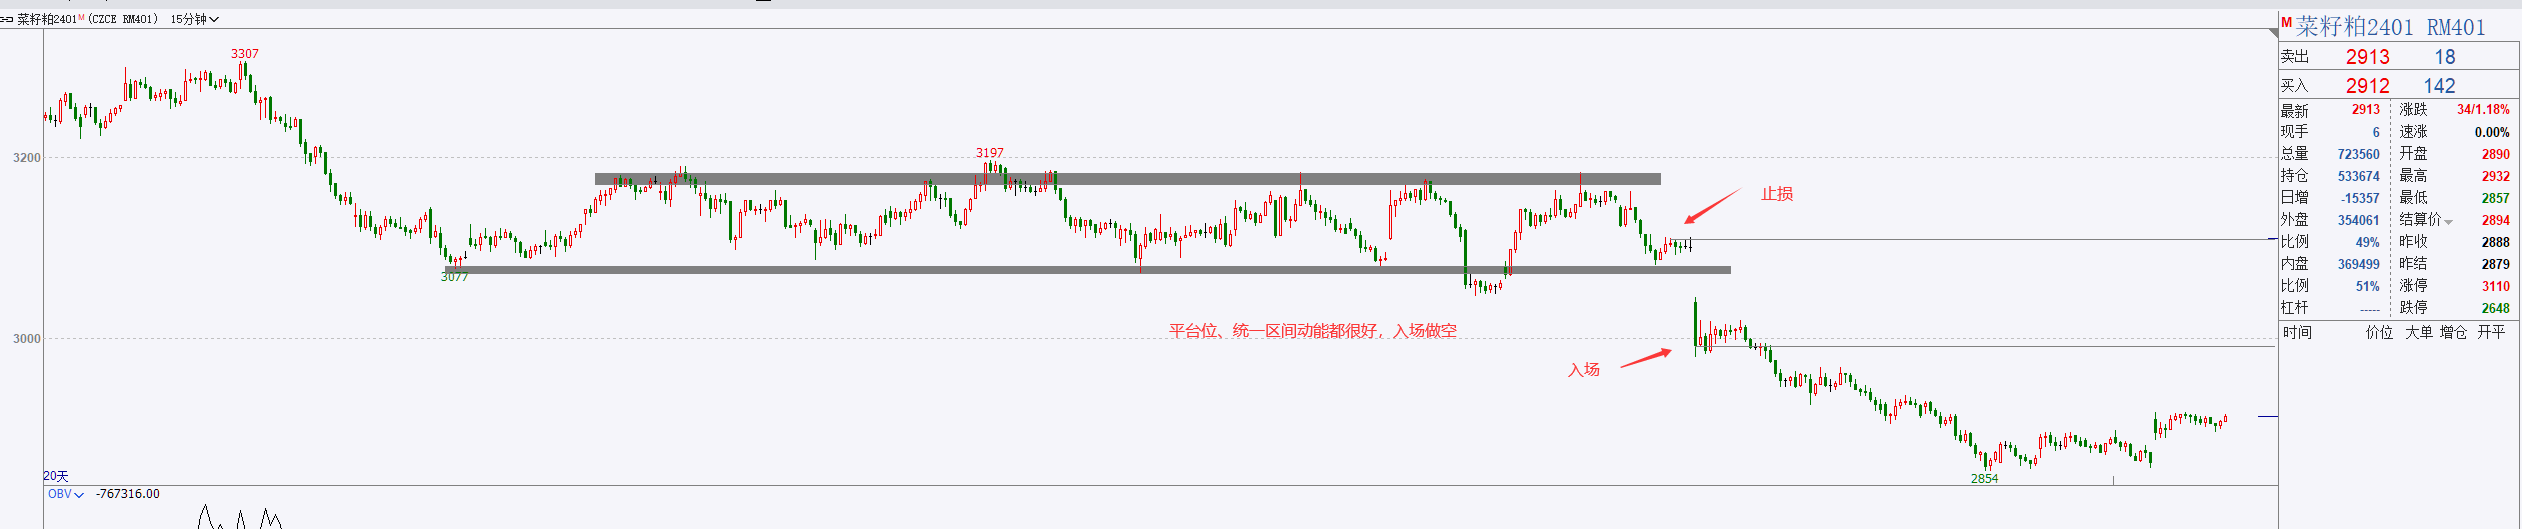 菜籽粕2401M (CZCE RM401) 15分钟
3307
3200
3197
3077
3000
止损
平台位、统一区间动能都很好，入场做空
入场
2854
20天
OBV -767316.00
M 菜籽粕2401 RM401
卖出 2913 18
买入 2912 142
最新 2913 涨跌 34/1.18%
现手 6 速涨 0.00%
总量 723560 开盘 2890
持仓 533674 最高 2932
日增 -15357 最低 2857
外盘 354061 结算价 2894
比例 49% 昨收 2888
内盘 369499 昨结 2879
比例 51% 涨停 3110
杠杆 ----- 跌停 2648
时间 价位 大单 增仓 开平